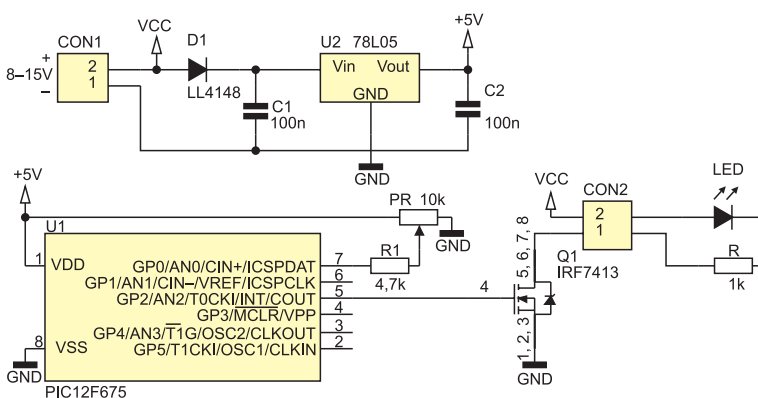 VCC
CON1
D1
U2 78L05
+5V
+
8–15V
–
2
1
LL4148
Vin
Vout
GND
C1
100n
C2
100n
GND
+5V
U1
PR 10k
GND
VCC
CON2
2
1
LED
R
1k
1
VDD
8
VSS
GND
GP0/AN0/CIN+/ICSPDAT
GP1/AN1/CIN–/VREF/ICSPCLK
GP2/AN2/T0CKI/INT/COUT
GP3/MCLR/VPP
GP4/AN3/T1G/OSC2/CLKOUT
GP5/T1CKI/OSC1/CLKIN
7
6
5
4
3
2
R1
4,7k
4
5, 6, 7, 8
Q1
IRF7413
1, 2, 3
GND
PIC12F675